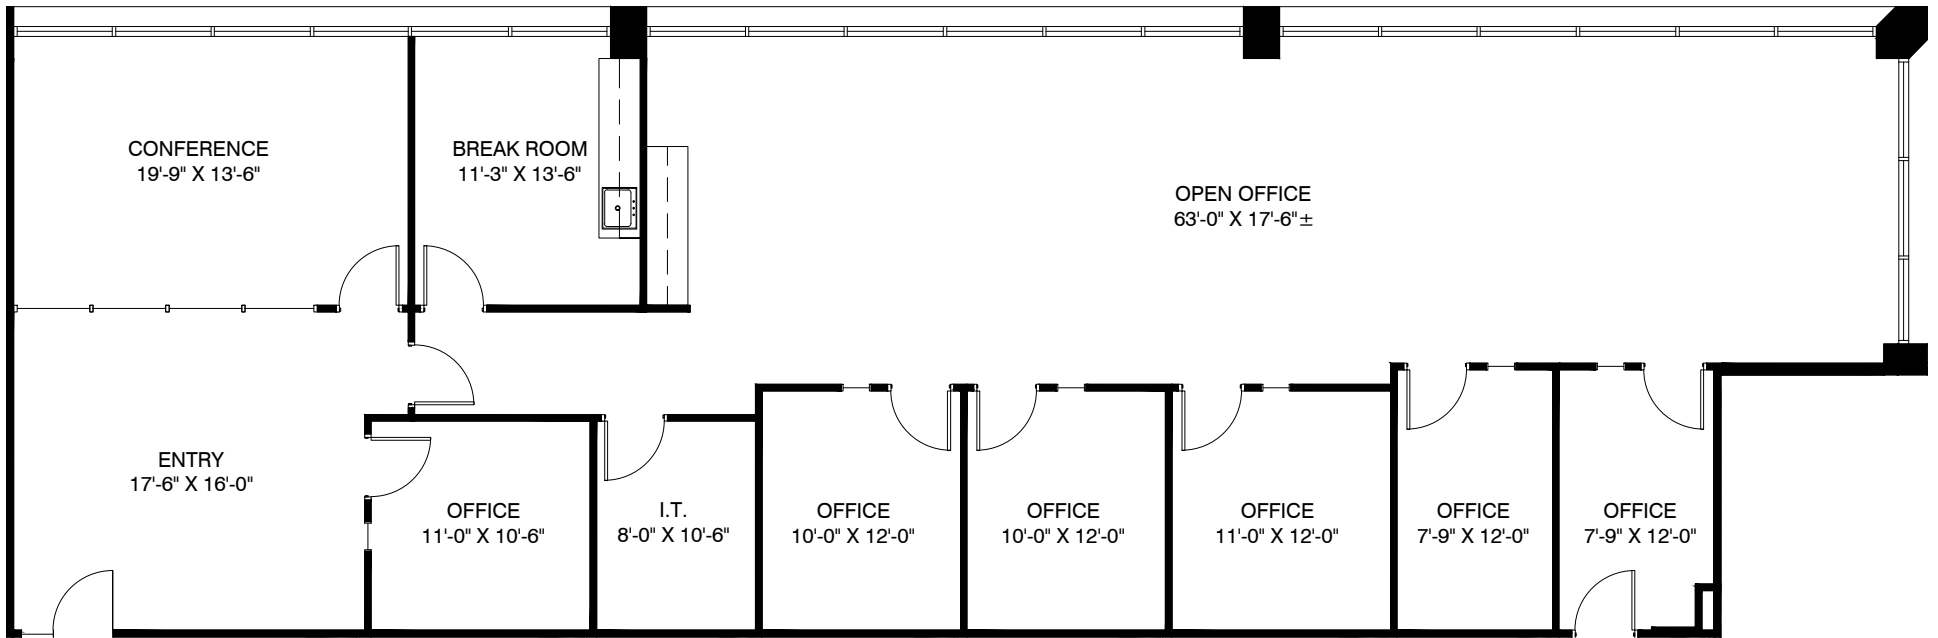 CONFERENCE
19'-9" X 13'-6"
BREAK ROOM
11'-3" X 13'-6"
OPEN OFFICE
63'-0" X 17'-6"±
ENTRY
17'-6" X 16'-0"
OFFICE
11'-0" X 10'-6"
I.T.
8'-0" X 10'-6"
OFFICE
10'-0" X 12'-0"
OFFICE
10'-0" X 12'-0"
OFFICE
11'-0" X 12'-0"
OFFICE
7'-9" X 12'-0"
OFFICE
7'-9" X 12'-0"